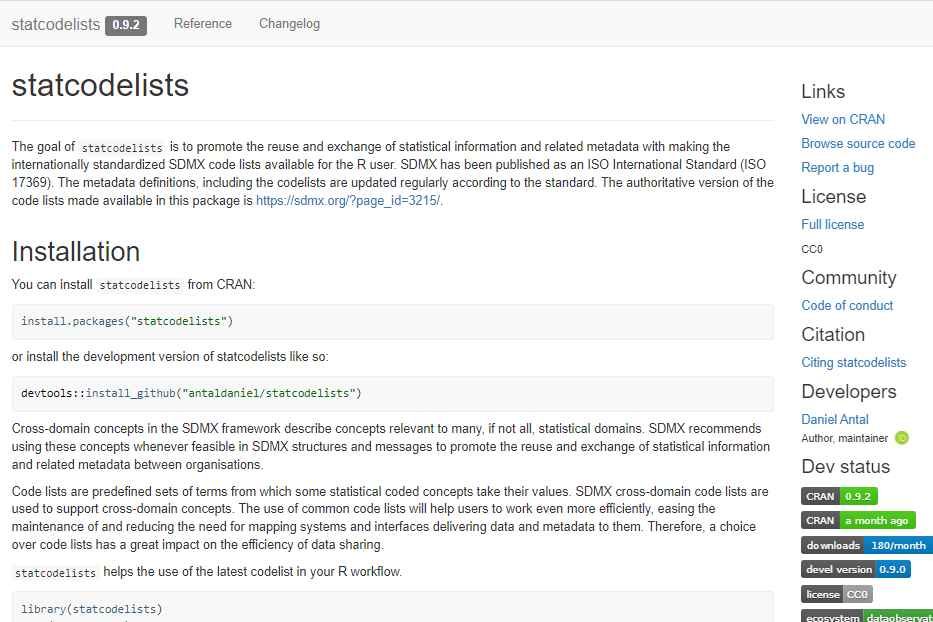 statcodelists 0.9.2 Reference Changelog
statcodelists
The goal of statcodelists is to promote the reuse and exchange of statistical information and related metadata with making the
internationally standardized SDMX code lists available for the R user. SDMX has been published as an ISO International Standard (ISO
17369). The metadata definitions, including the codelists are updated regularly according to the standard. The authoritative version of the
code lists made available in this package is https://sdmx.org/?page_id=3215/.
Installation
You can install statcodelists from CRAN:
install.packages("statcodelists")
or install the development version of statcodelists like so:
devtools::install_github("antaldaniel/statcodelists")
Cross-domain concepts in the SDMX framework describe concepts relevant to many, if not all, statistical domains. SDMX recommends
using these concepts whenever feasible in SDMX structures and messages to promote the reuse and exchange of statistical information
and related metadata between organisations.
Code lists are predefined sets of terms from which some statistical coded concepts take their values. SDMX cross-domain code lists are
used to support cross-domain concepts. The use of common code lists will help users to work even more efficiently, easing the
maintenance of and reducing the need for mapping systems and interfaces delivering data and metadata to them. Therefore, a choice
over code lists has a great impact on the efficiency of data sharing.
statcodelists helps the use of the latest codelist in your R workflow.
library(statcodelists)
Links
View on CRAN
Browse source code
Report a bug
License
Full license
CC0
Community
Code of conduct
Citation
Citing statcodelists
Developers
Daniel Antal
Author, maintainer iD
Dev status
CRAN 0.9.2
CRAN a month ago
downloads 180/month
devel version 0.9.0
license CC0
ecosystem dataobservat